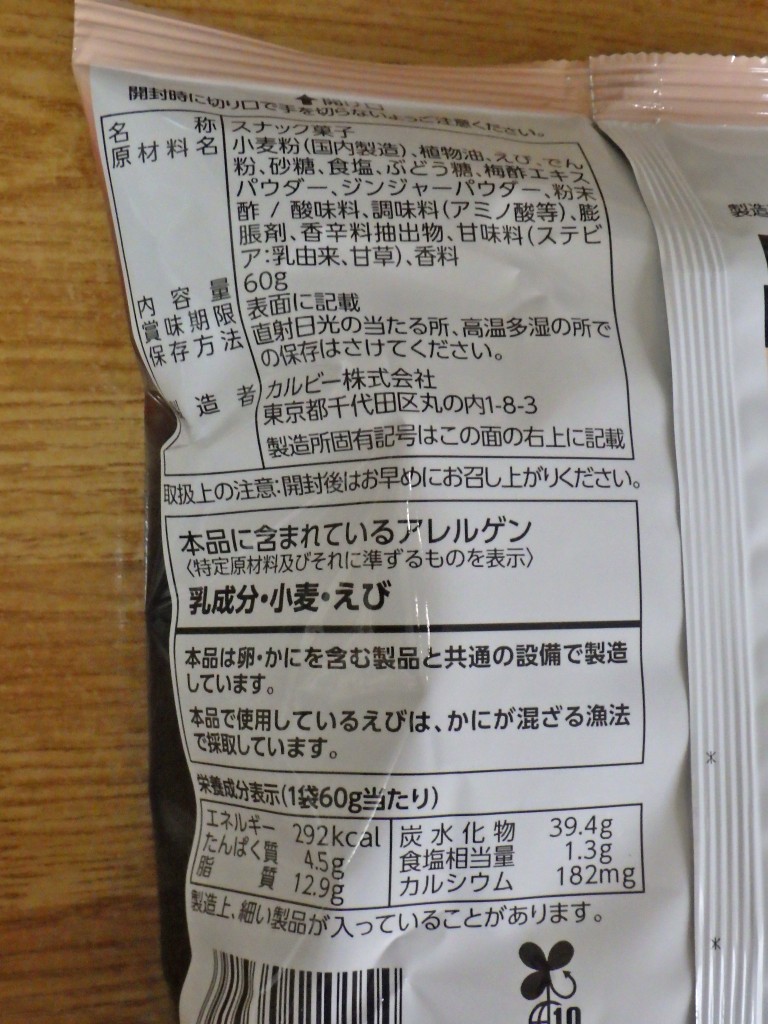 開封時に切り口で手を切らないようご注意ください。
名称 スナック菓子
原材料名 小麦粉(国内製造)、植物油、えび、でん
粉、砂糖、食塩、ぶどう糖、梅酢エキス
パウダー、ジンジャーパウダー、粉末
酢 / 酸味料、調味料(アミノ酸等)、膨
脹剤、香辛料抽出物、甘味料(ステビ
ア:乳由来、甘草)、香料
内容量 60g
賞味期限 表面に記載
保存方法 直射日光の当たる所、高温多湿の所で
の保存はさけてください。
造者 カルビー株式会社
東京都千代田区丸の内1-8-3
製造所固有記号はこの面の右上に記載
取扱上の注意:開封後はお早めにお召し上がりください。
本品に含まれているアレルゲン
〈特定原材料及びそれに準ずるものを表示〉
乳成分・小麦・えび
本品は卵・かにを含む製品と共通の設備で製造
しています。
本品で使用しているえびは、かにが混ざる漁法
で採取しています。
栄養成分表示(1袋60g当たり)
エネルギー 292kcal
たんぱく質 4.5g
脂質 12.9g
炭水化物 39.4g
食塩相当量 1.3g
カルシウム 182mg
製造上、細い製品が入っていることがあります。
10
製造